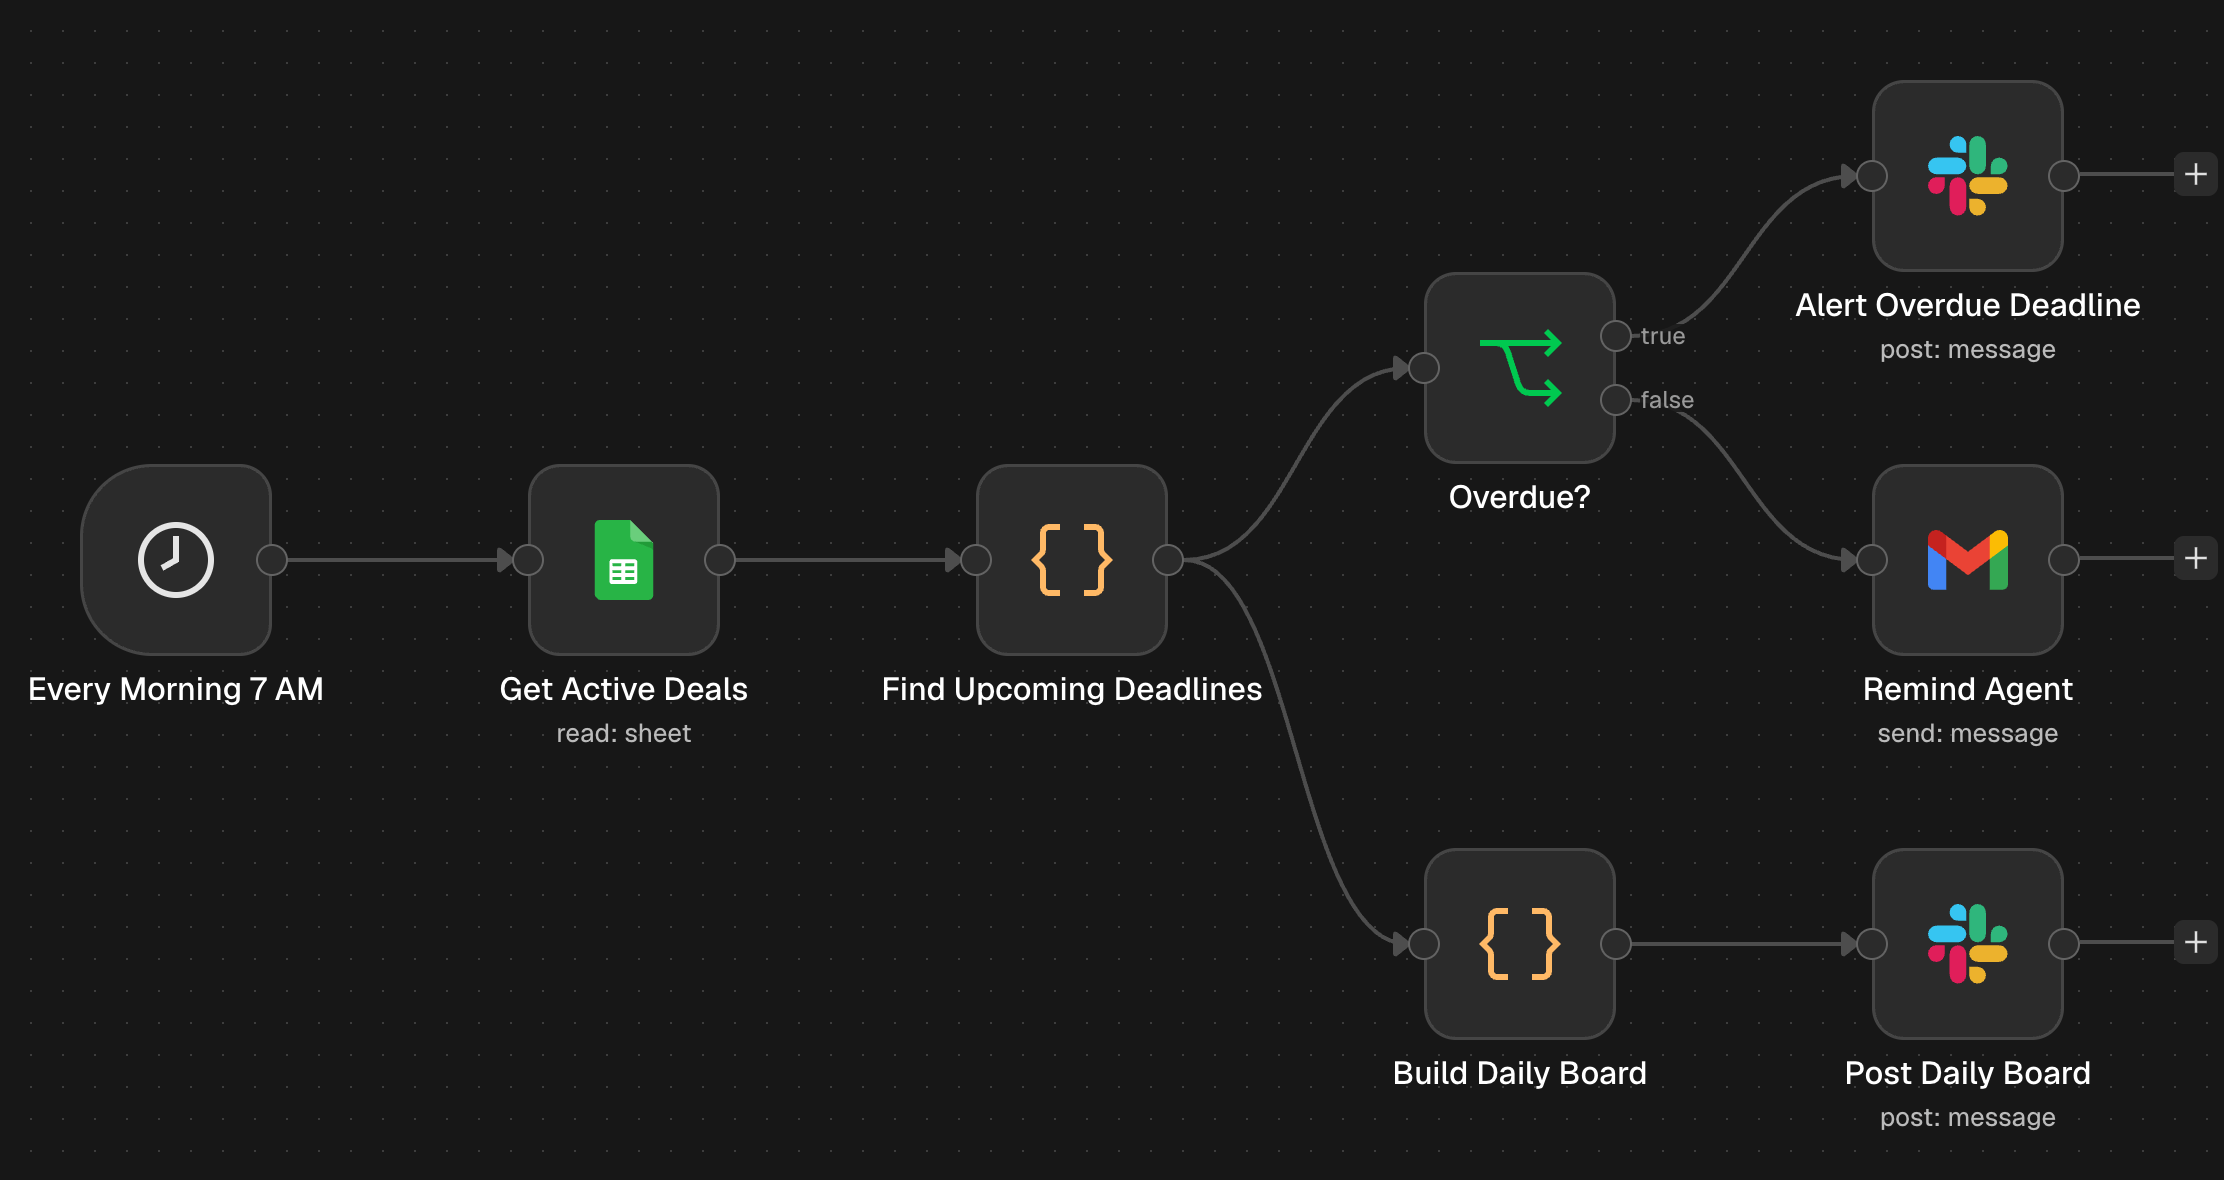 Every Morning 7 AM
Get Active Deals
read: sheet
Find Upcoming Deadlines
Overdue?
true
false
Alert Overdue Deadline
post: message
Remind Agent
send: message
Build Daily Board
Post Daily Board
post: message